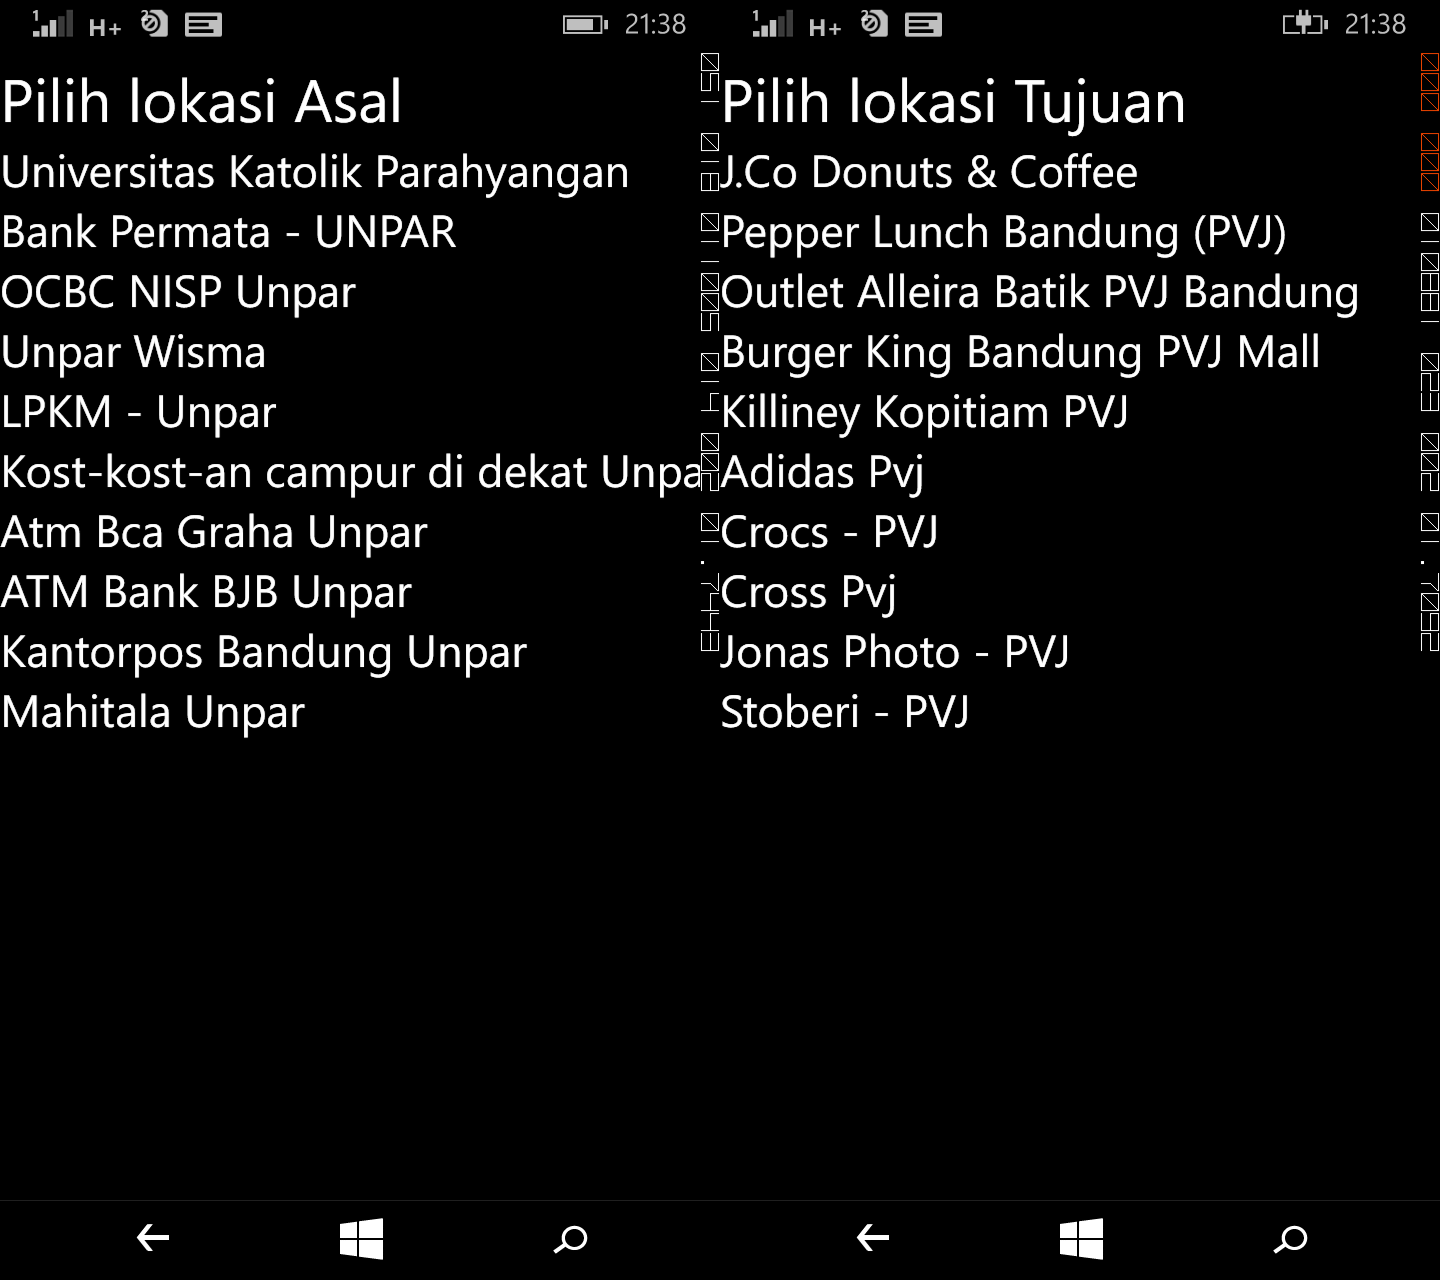 1 H+ 2 21:38
Pilih lokasi Asal
Universitas Katolik Parahyangan
Bank Permata - UNPAR
OCBC NISP Unpar
Unpar Wisma
LPKM - Unpar
Kost-kost-an campur di dekat Unpa
Atm Bca Graha Unpar
ATM Bank BJB Unpar
Kantorpos Bandung Unpar
Mahitala Unpar
1 H+ 2 21:38
Pilih lokasi Tujuan
J.Co Donuts & Coffee
Pepper Lunch Bandung (PVJ)
Outlet Alleira Batik PVJ Bandung
Burger King Bandung PVJ Mall
Killiney Kopitiam PVJ
Adidas Pvj
Crocs - PVJ
Cross Pvj
Jonas Photo - PVJ
Stoberi - PVJ